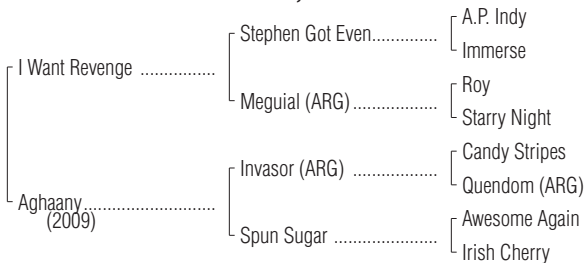 A.P. Indy
Stephen Got Even..............
Immerse
I Want Revenge ................
Roy
Meguial (ARG) ..................
Starry Night
Candy Stripes
Invasor (ARG) ..................
Quendom (ARG)
Aghaany............................
(2009)
Awesome Again
Spun Sugar ......................
Irish Cherry